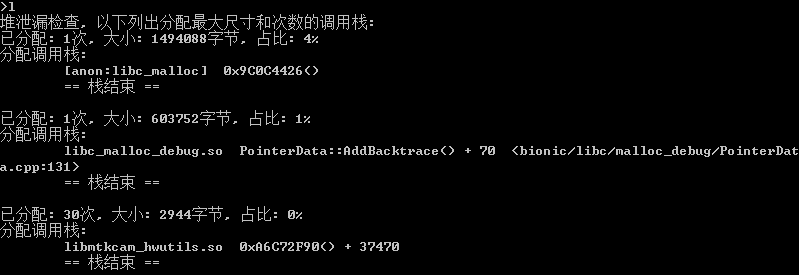 >l
堆泄漏检查, 以下列出分配最大尺寸和次数的调用栈:
已分配: 1次, 大小: 1494088字节, 占比: 4%
分配调用栈:
[anon:libc_malloc] 0x9C0C4426()
== 栈结束 ==
已分配: 1次, 大小: 603752字节, 占比: 1%
分配调用栈:
libc_malloc_debug.so PointerData::AddBacktrace() + 70 <bionic/libc/malloc_debug/PointerDat
a.cpp:131>
== 栈结束 ==
已分配: 30次, 大小: 2944字节, 占比: 0%
分配调用栈:
libmtkcam_hwutils.so 0xA6C72F90() + 37470
== 栈结束 ==